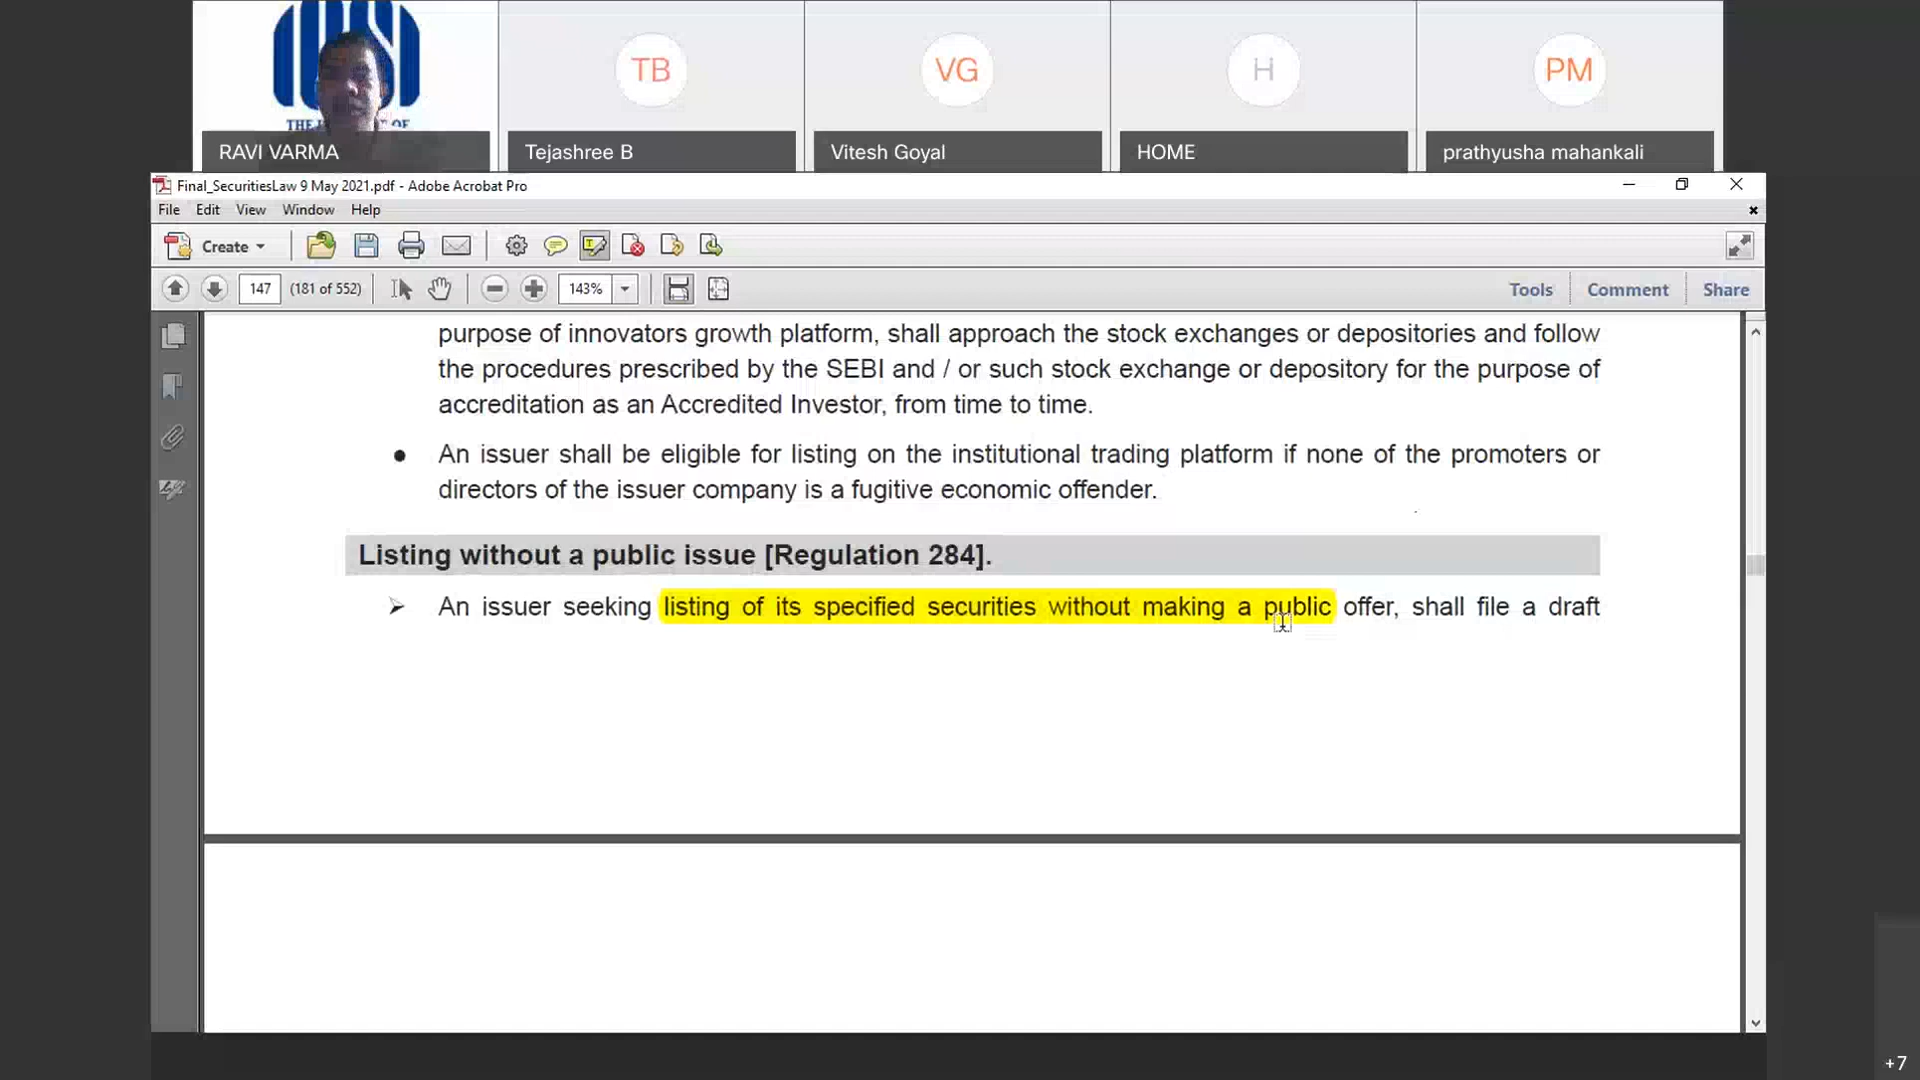 THE
OF
RAVI VARMA
TB
Tejashree B
VG
Vitesh Goyal
H
HOME
PM
prathyusha mahankali
Final_SecuritiesLaw 9 May 2021.pdf - Adobe Acrobat Pro
File Edit View Window Help
Create
147 (181 of 552) 143% Tools Comment Share
purpose of innovators growth platform, shall approach the stock exchanges or depositories and follow
the procedures prescribed by the SEBI and / or such stock exchange or depository for the purpose of
accreditation as an Accredited Investor, from time to time.
● An issuer shall be eligible for listing on the institutional trading platform if none of the promoters or
directors of the issuer company is a fugitive economic offender.
Listing without a public issue [Regulation 284].
➢ An issuer seeking listing of its specified securities without making a public offer, shall file a draft
+7